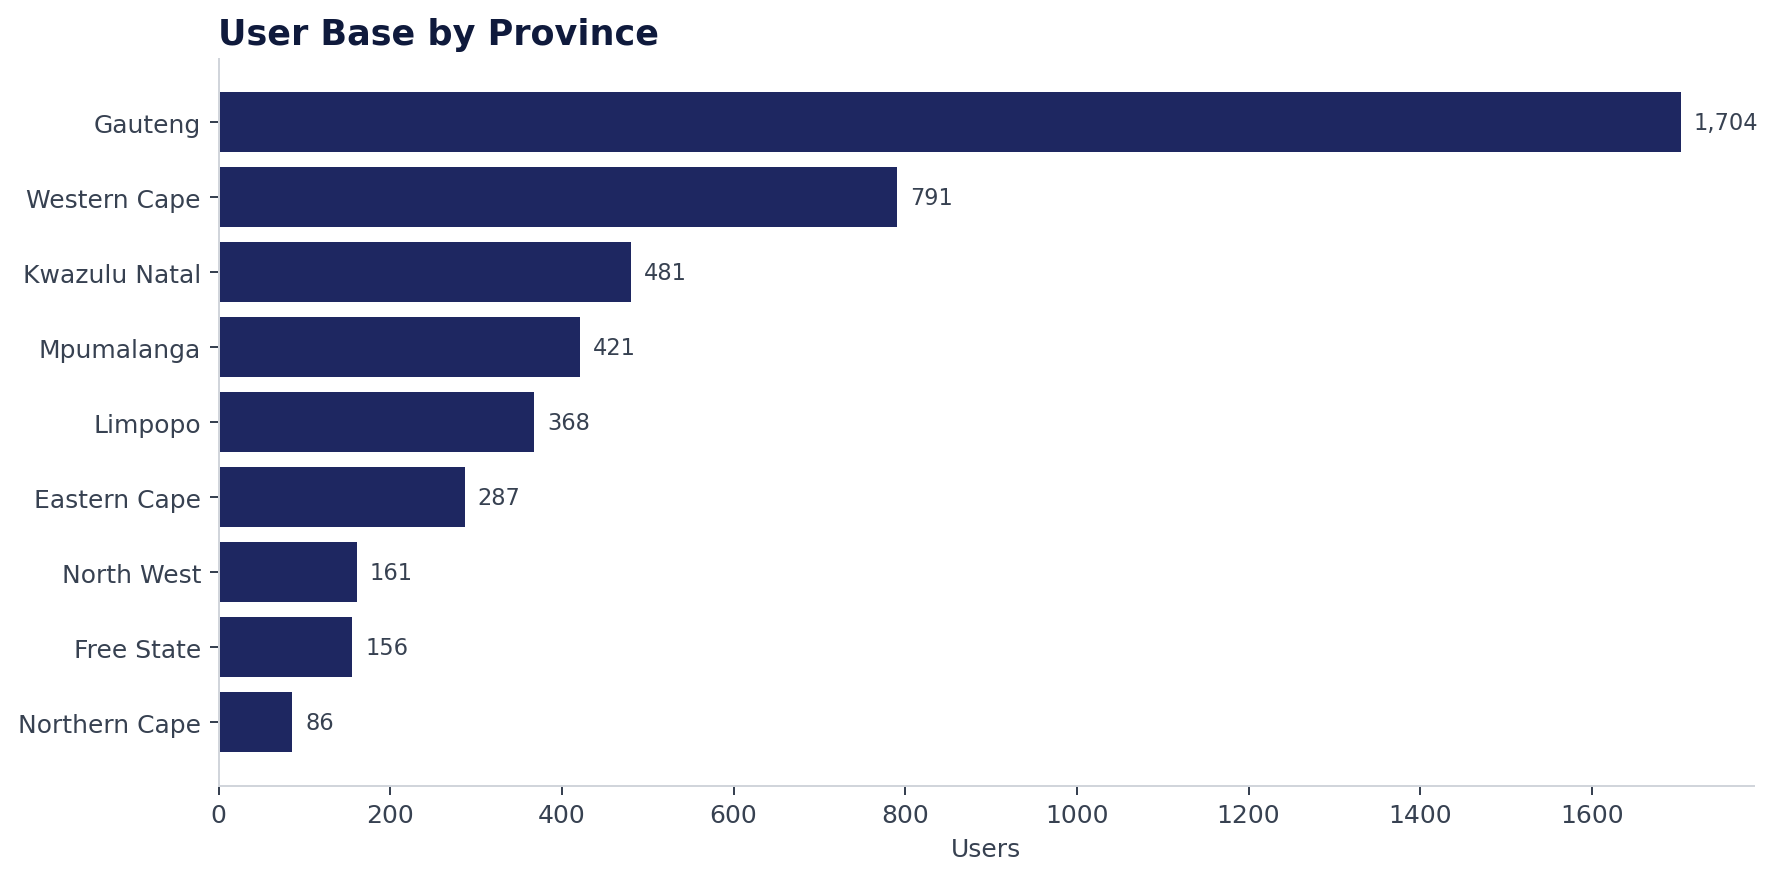 User Base by Province
Gauteng 1,704
Western Cape 791
Kwazulu Natal 481
Mpumalanga 421
Limpopo 368
Eastern Cape 287
North West 161
Free State 156
Northern Cape 86
0 200 400 600 800 1000 1200 1400 1600
Users